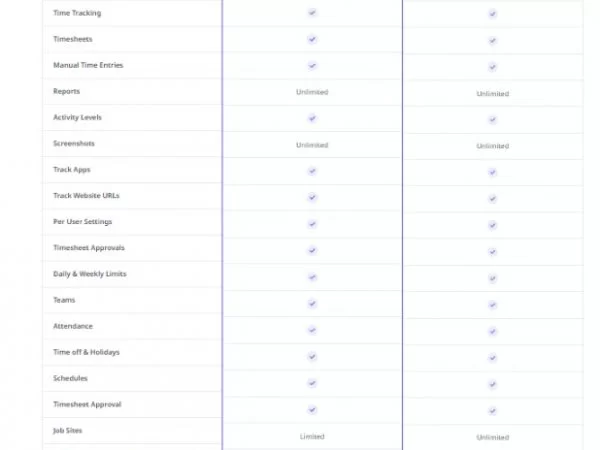 Time Tracking
Timesheets
Manual Time Entries
Reports Unlimited Unlimited
Activity Levels
Screenshots Unlimited Unlimited
Track Apps
Track Website URLs
Per User Settings
Timesheet Approvals
Daily & Weekly Limits
Teams
Attendance
Time off & Holidays
Schedules
Timesheet Approval
Job Sites Limited Unlimited